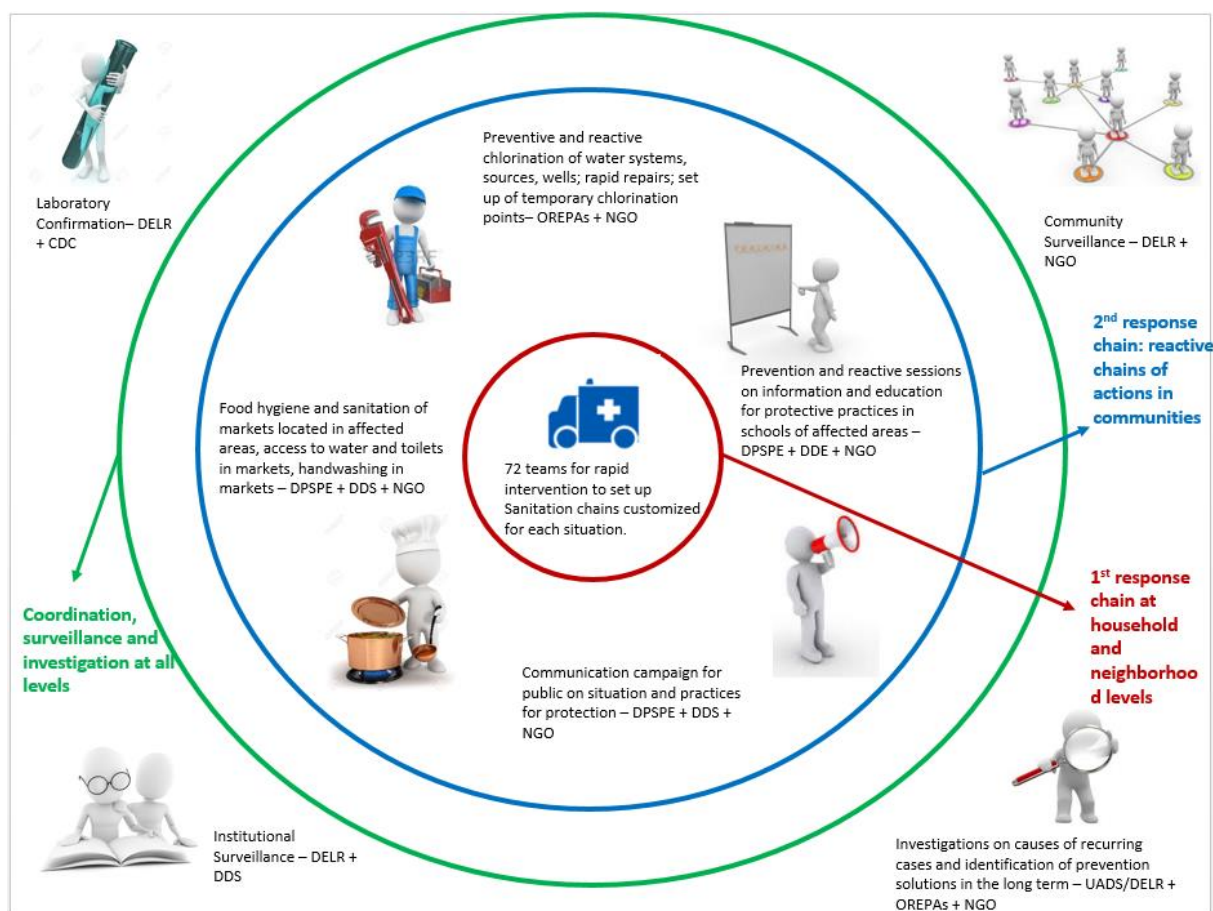 Preventive and reactive
chlorination of water systems,
sources, wells; rapid repairs; set
up of temporary chlorination
points– OREPAs + NGO
Laboratory
Confirmation– DELR
+ CDC
Community
Surveillance – DELR +
NGO
TRAINING
2nd response
chain: reactive
chains of
actions in
communities
Prevention and reactive sessions
on information and education
for protective practices in
schools of affected areas –
DPSPE + DDE + NGO
Food hygiene and sanitation of
markets located in affected
areas, access to water and toilets
in markets, handwashing in
markets – DPSPE + DDS + NGO
72 teams for rapid
intervention to set up
Sanitation chains customized
for each situation.
1st response
chain at
household
and
neighborhoo
d levels
Coordination,
surveillance and
investigation at all
levels
Communication campaign for
public on situation and practices
for protection – DPSPE + DDS +
NGO
Institutional
Surveillance – DELR +
DDS
Investigations on causes of recurring
cases and identification of prevention
solutions in the long term – UADS/DELR +
OREPAs + NGO